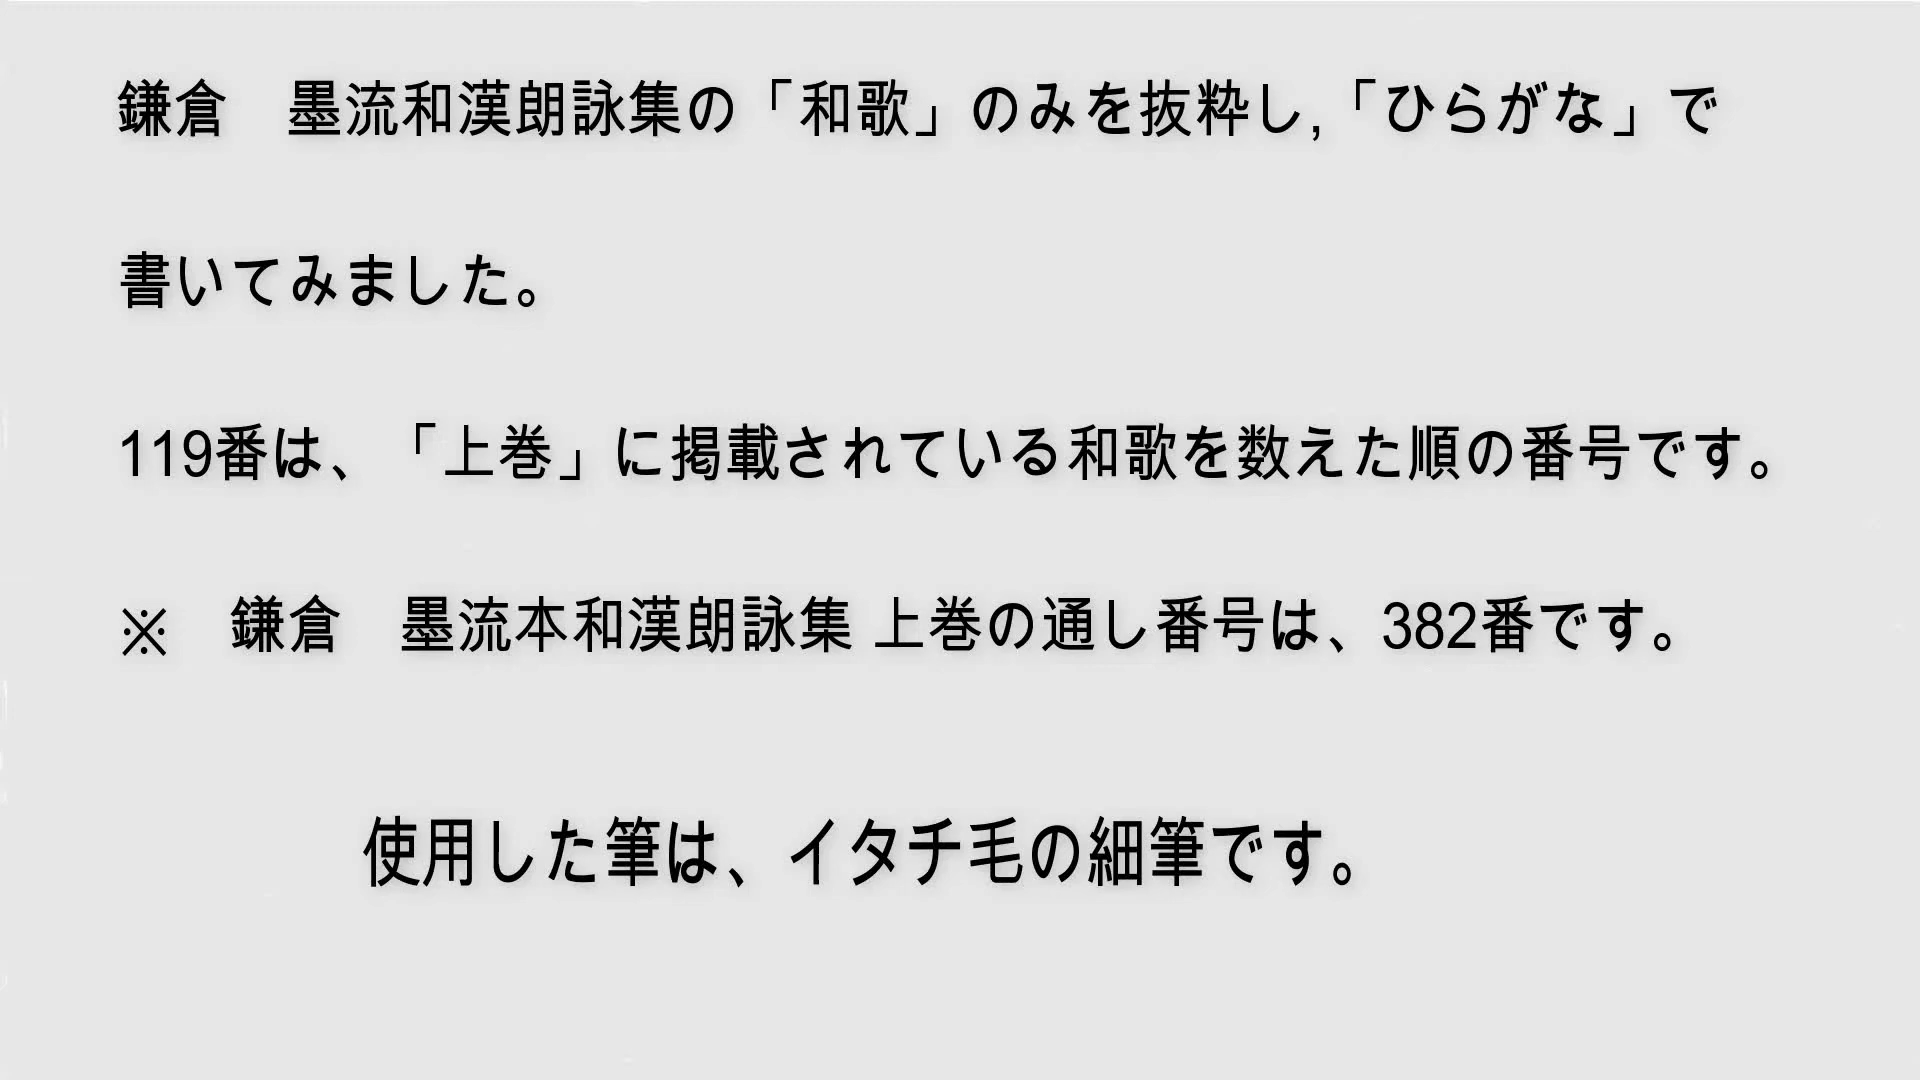 鎌倉　墨流和漢朗詠集の「和歌」のみを抜粋し,「ひらがな」で
書いてみました。
119番は、「上巻」に掲載されている和歌を数えた順の番号です。
※　鎌倉　墨流本和漢朗詠集 上巻の通し番号は、382番です。
使用した筆は、イタチ毛の細筆です。